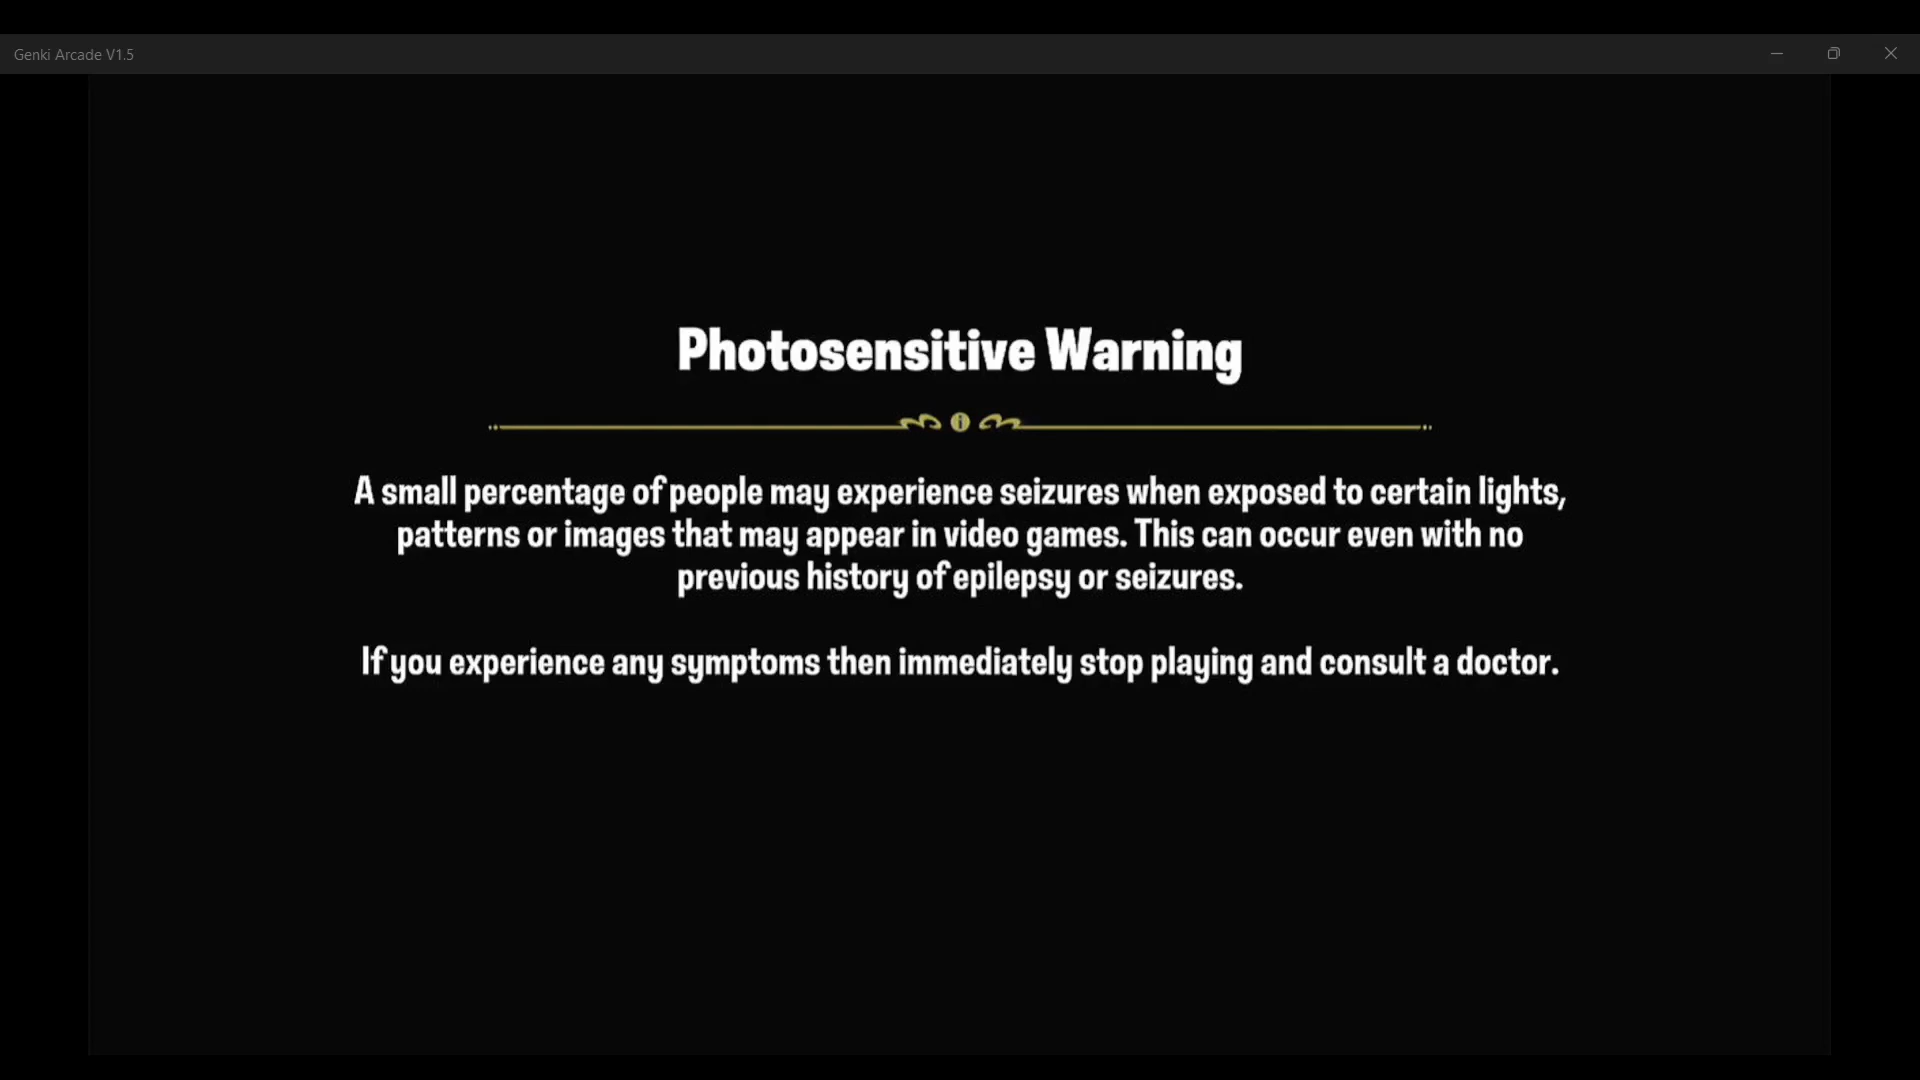 Genki Arcade V1.5
Photosensitive Warning
A small percentage of people may experience seizures when exposed to certain lights,
patterns or images that may appear in video games. This can occur even with no
previous history of epilepsy or seizures.
If you experience any symptoms then immediately stop playing and consult a doctor.